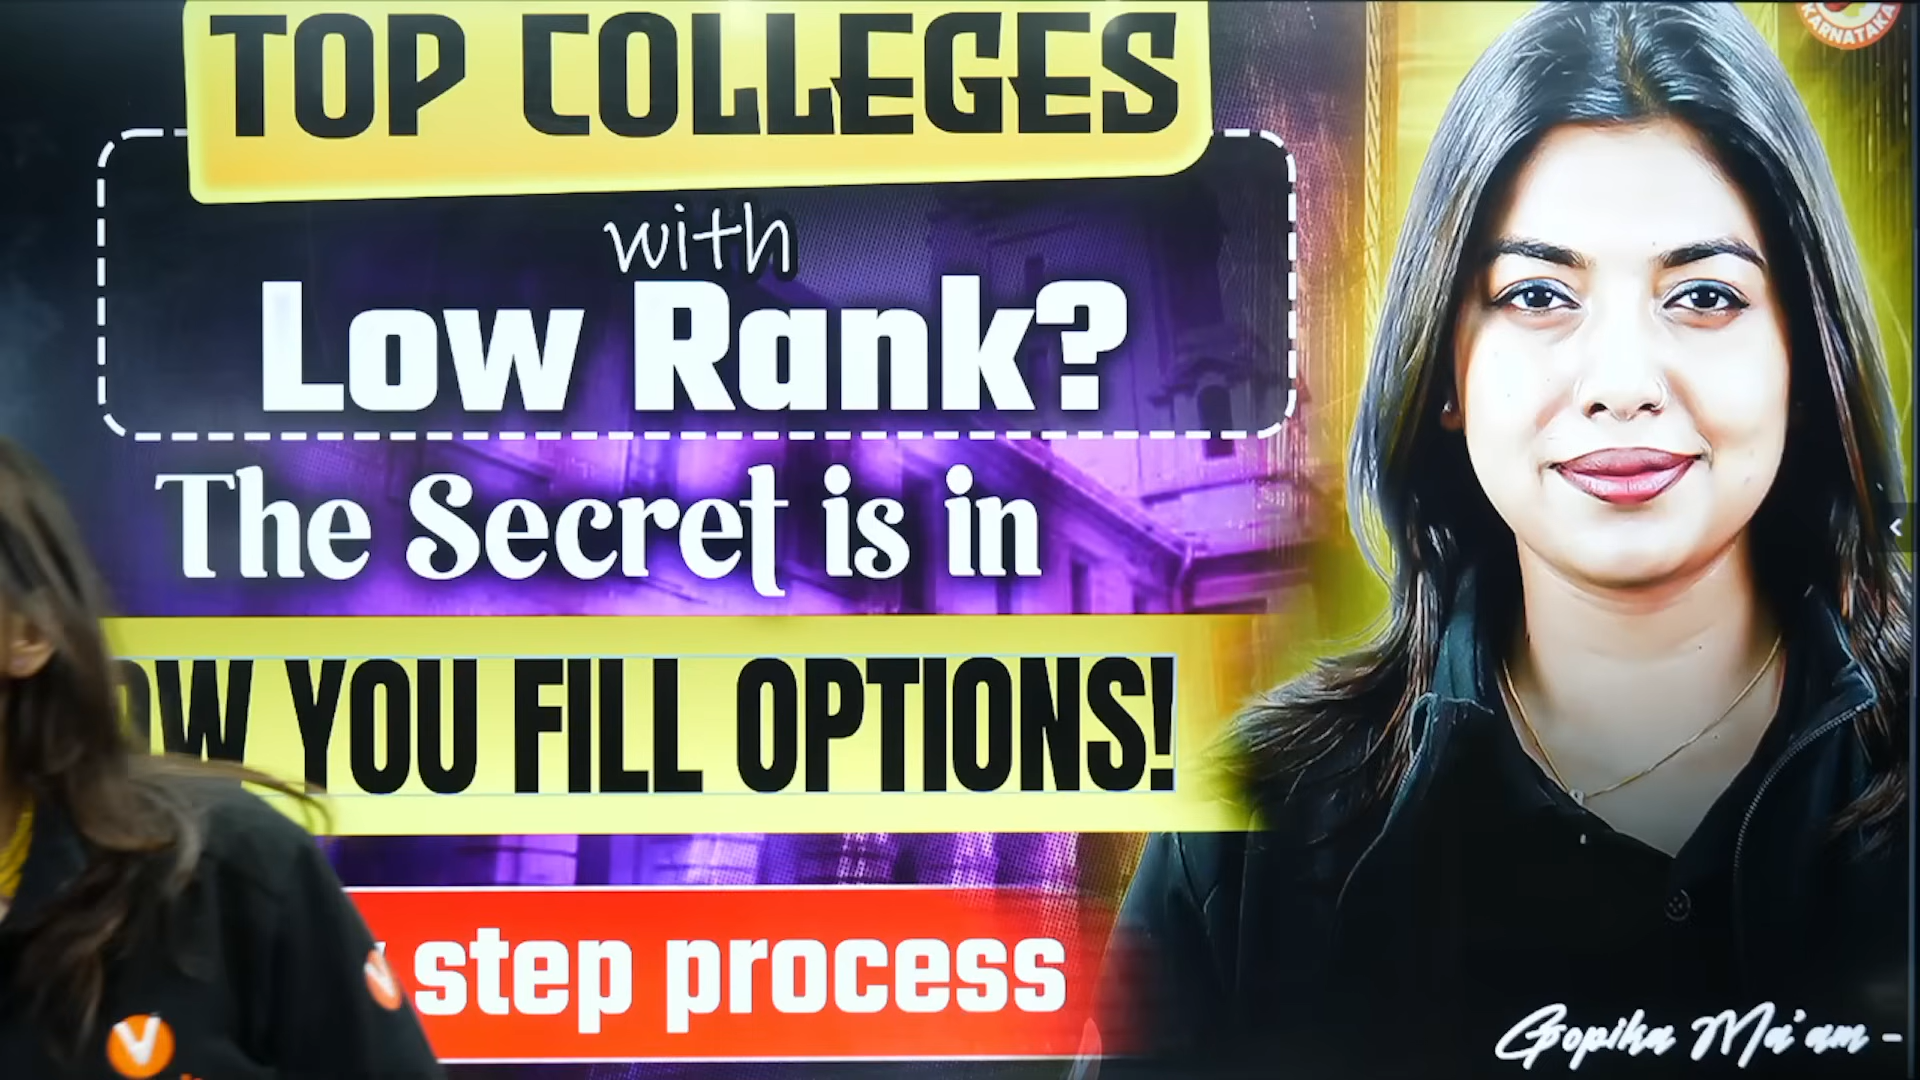 KARNATAKA
TOP COLLEGES
with
Low Rank?
The Secret is in
YOU FILL OPTIONS!
step process
Gopika Ma'am -
V